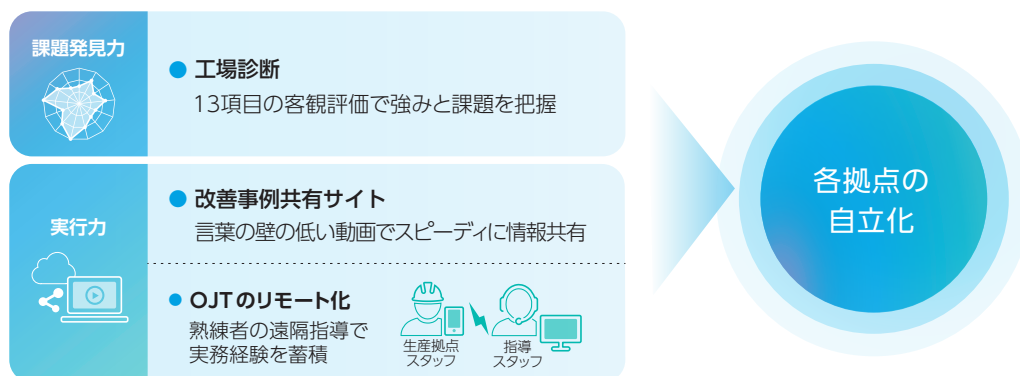 課題発見力
● 工場診断
13項目の客観評価で強みと課題を把握
実行力
● 改善事例共有サイト
言葉の壁の低い動画でスピーディに情報共有
● OJTのリモート化
熟練者の遠隔指導で
実務経験を蓄積
生産拠点
スタッフ
指導
スタッフ
各拠点の
自立化